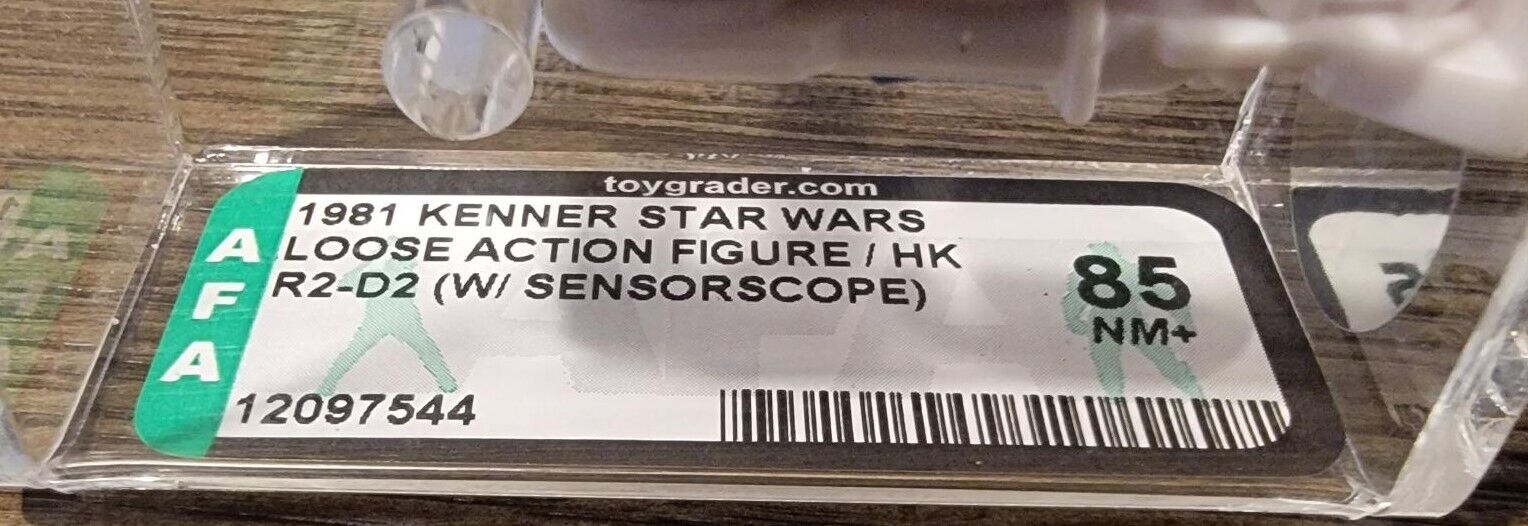 toygrader.com
1981 KENNER STAR WARS
LOOSE ACTION FIGURE / HK
R2-D2 (W/ SENSORSCOPE)
85
NM+
AFA
12097544